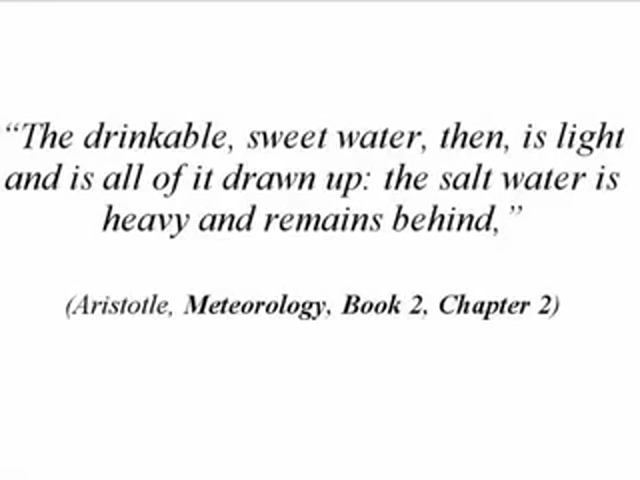 “The drinkable, sweet water, then, is light
and is all of it drawn up: the salt water is
heavy and remains behind,”
(Aristotle, Meteorology, Book 2, Chapter 2)